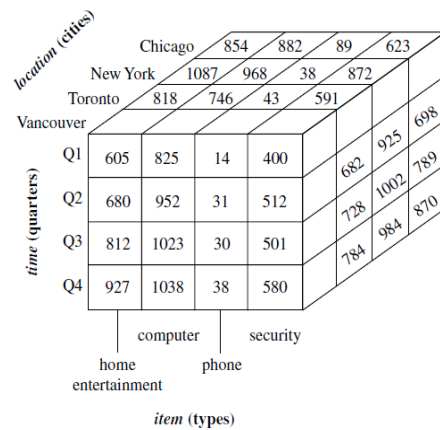 location (cities)
Chicago 854 882 89 623
New York 1087 968 38 872
Toronto 818 746 43 591
Vancouver
time (quarters)
Q1 605 825 14 400 682 925 698
Q2 680 952 31 512 728 1002 789
Q3 812 1023 30 501 784 984 870
Q4 927 1038 38 580
computer security
home phone
entertainment
item (types)